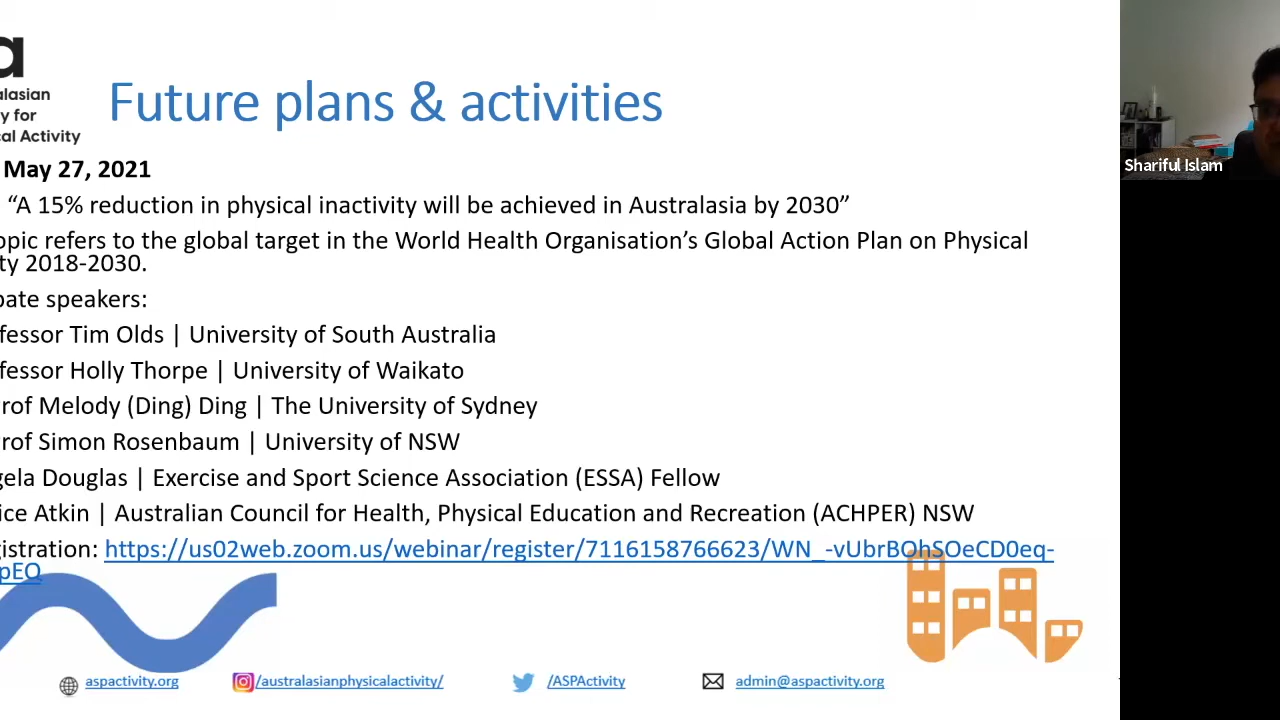 a
alasian
y for
cal Activity
Future plans & activities
May 27, 2021
“A 15% reduction in physical inactivity will be achieved in Australasia by 2030”
opic refers to the global target in the World Health Organisation’s Global Action Plan on Physical
ty 2018-2030.
bate speakers:
fessor Tim Olds | University of South Australia
fessor Holly Thorpe | University of Waikato
rof Melody (Ding) Ding | The University of Sydney
rof Simon Rosenbaum | University of NSW
gela Douglas | Exercise and Sport Science Association (ESSA) Fellow
ice Atkin | Australian Council for Health, Physical Education and Recreation (ACHPER) NSW
gistration: https://us02web.zoom.us/webinar/register/7116158766623/WN_-vUbrBQhSOeCD0eq-
pEQ
aspactivity.org
/australasianphysicalactivity/
/ASPActivity
admin@aspactivity.org
Shariful Islam